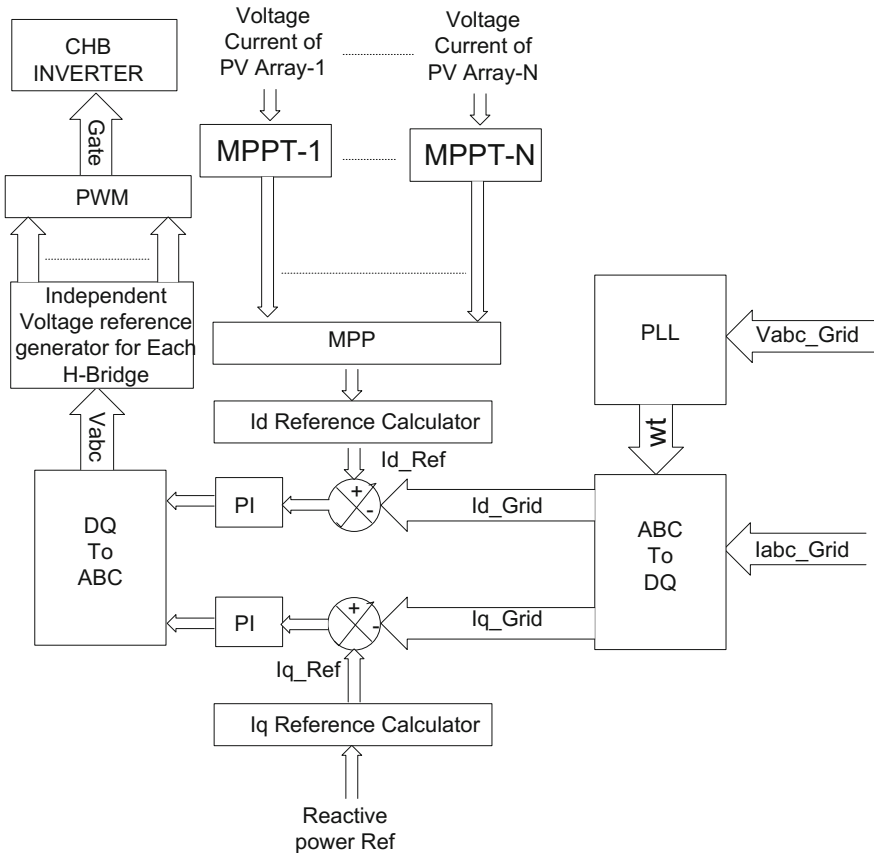 CHB
INVERTER
Voltage
Current of
PV Array-1
Voltage
Current of
PV Array-N
Gate
MPPT-1
MPPT-N
PWM
Independent
Voltage reference
generator for Each
H-Bridge
MPP
PLL
Vabc_Grid
Id Reference Calculator
Vabc
wt
Id_Ref
+
-
PI
Id_Grid
DQ
To
ABC
ABC
To
DQ
Iabc_Grid
PI
+
-
Iq_Grid
Iq_Ref
Iq Reference Calculator
Reactive
power Ref